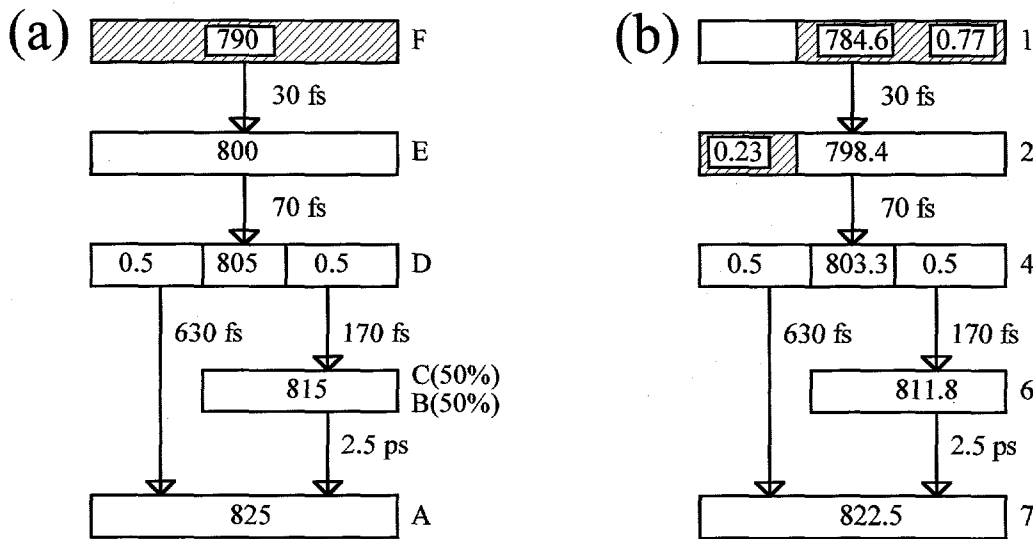 (a)
790 F
30 fs
800 E
70 fs
0.5 805 0.5 D
630 fs 170 fs
815 C(50%)
B(50%)
2.5 ps
825 A
(b)
784.6 0.77 1
30 fs
0.23 798.4 2
70 fs
0.5 803.3 0.5 4
630 fs 170 fs
811.8 6
2.5 ps
822.5 7